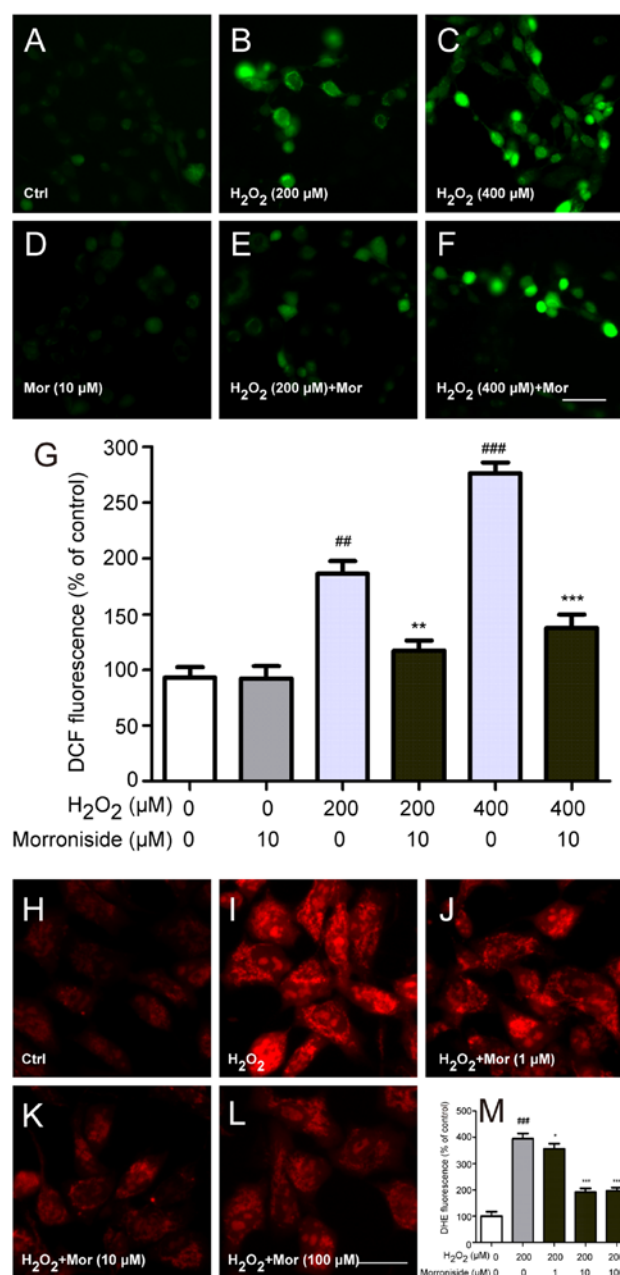 A
B
C
Ctrl
H2O2 (200 µM)
H2O2 (400 µM)
D
E
F
Mor (10 µM)
H2O2 (200 µM)+Mor
H2O2 (400 µM)+Mor
G
DCF fluorescence (% of control)
300
250
200
150
100
50
0
##
**
###
***
H2O2 (µM) 0 0 200 200 400 400
Morroniside (µM) 0 10 0 10 0 10
H
I
J
Ctrl
H2O2
H2O2+Mor (1 µM)
K
L
H2O2+Mor (10 µM)
H2O2+Mor (100 µM)
M
DHE fluorescence (% of control)
500
400
300
200
100
0
###
*
***
H2O2 (µM) 0 200 200 200
Morroniside (µM) 0 0 1 10